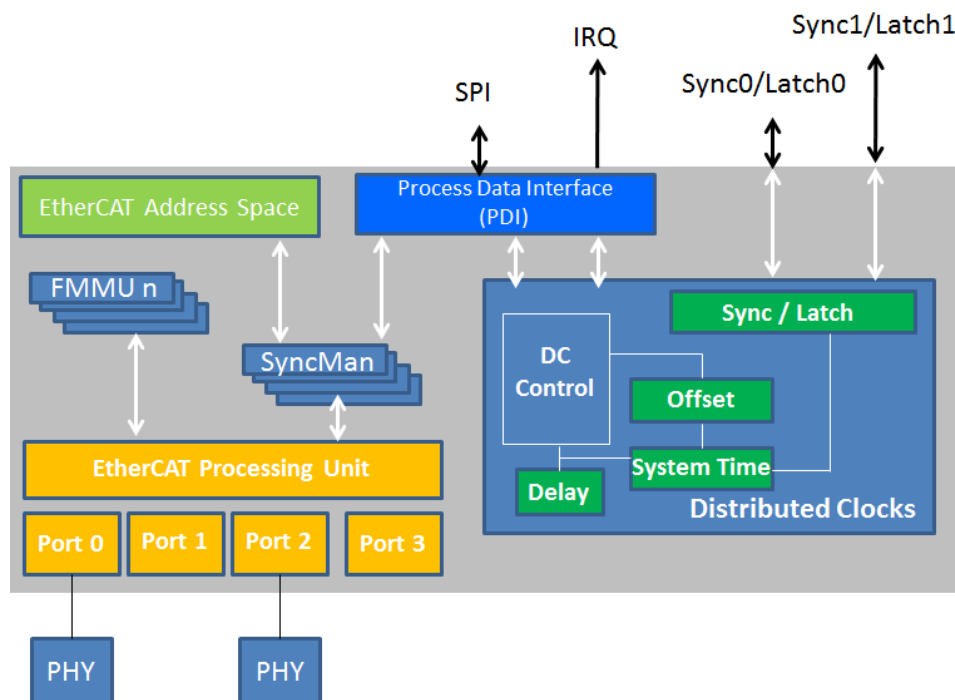 Sync1/Latch1
IRQ
Sync0/Latch0
SPI
EtherCAT Address Space
Process Data Interface
(PDI)
FMMU n
Sync / Latch
SyncMan
DC
Control
Offset
EtherCAT Processing Unit
System Time
Delay
Distributed Clocks
Port 0
Port 1
Port 2
Port 3
PHY
PHY